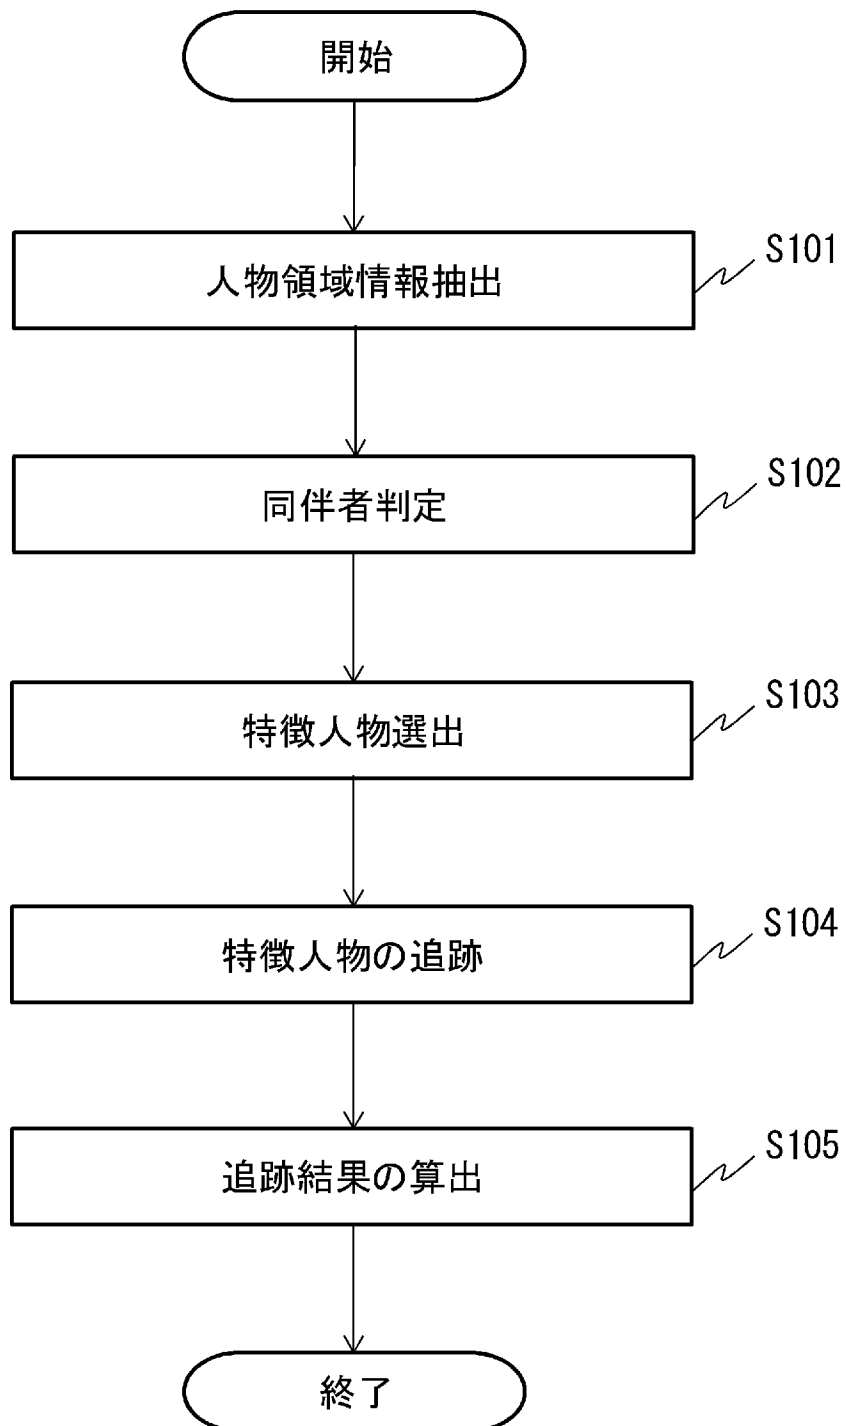 開始
人物領域情報抽出
S101
同伴者判定
S102
特徴人物選出
S103
特徴人物の追跡
S104
追跡結果の算出
S105
終了